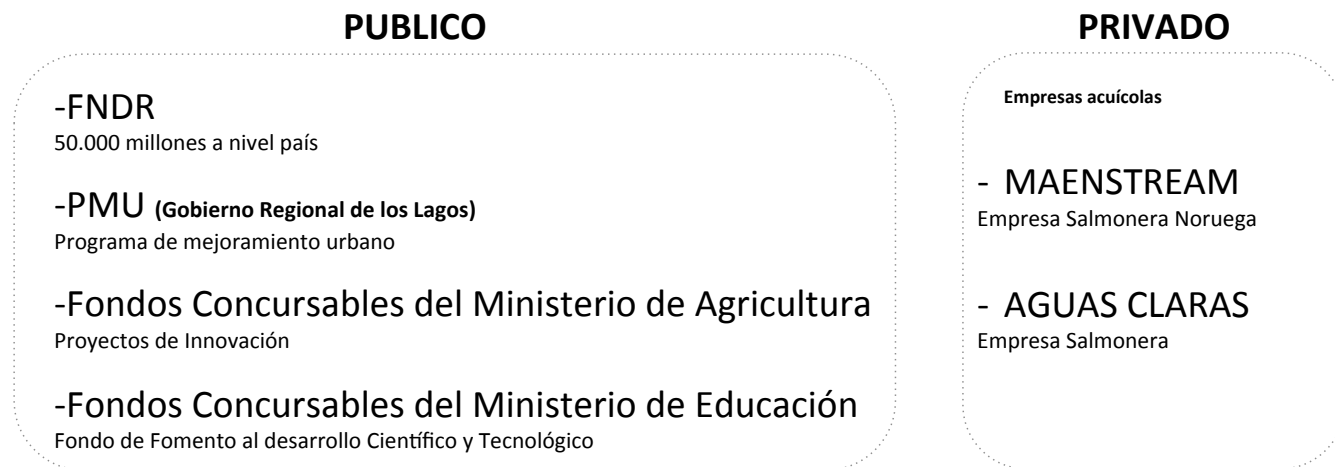 PUBLICO
-FNDR
50.000 millones a nivel país
-PMU (Gobierno Regional de los Lagos)
Programa de mejoramiento urbano
-Fondos Concursables del Ministerio de Agricultura
Proyectos de Innovación
-Fondos Concursables del Ministerio de Educación
Fondo de Fomento al desarrollo Científico y Tecnológico
PRIVADO
Empresas acuícolas
- MAENSTREAM
Empresa Salmonera Noruega
- AGUAS CLARAS
Empresa Salmonera